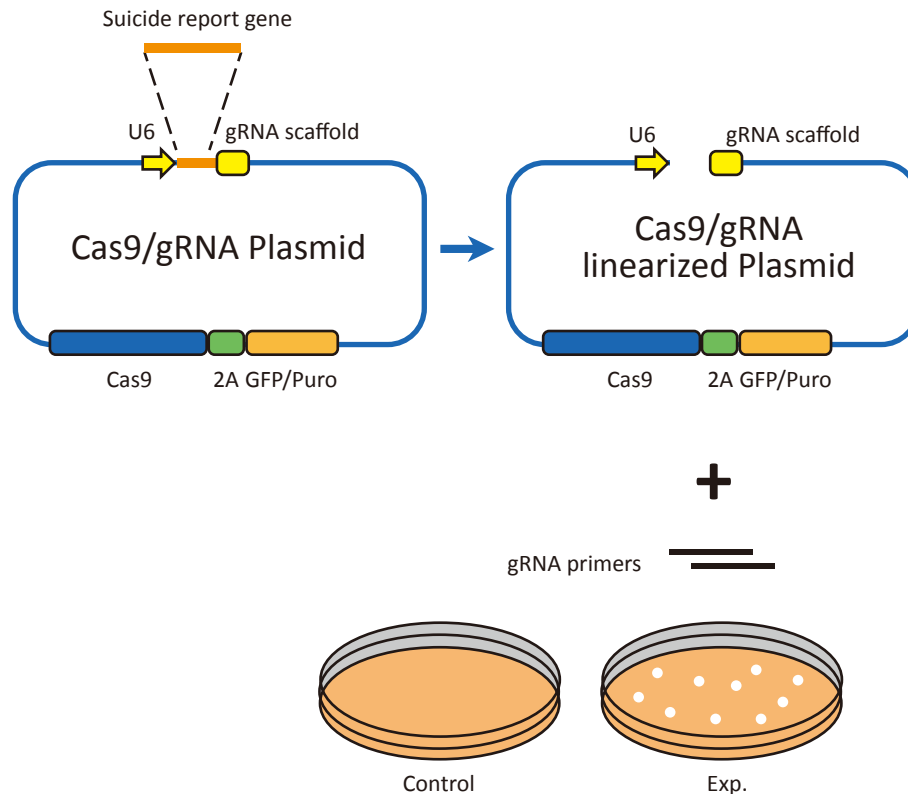 Suicide report gene
U6
gRNA scaffold
Cas9/gRNA Plasmid
Cas9
2A GFP/Puro
U6
gRNA scaffold
Cas9/gRNA
linearized Plasmid
Cas9
2A GFP/Puro
+
gRNA primers
Control
Exp.